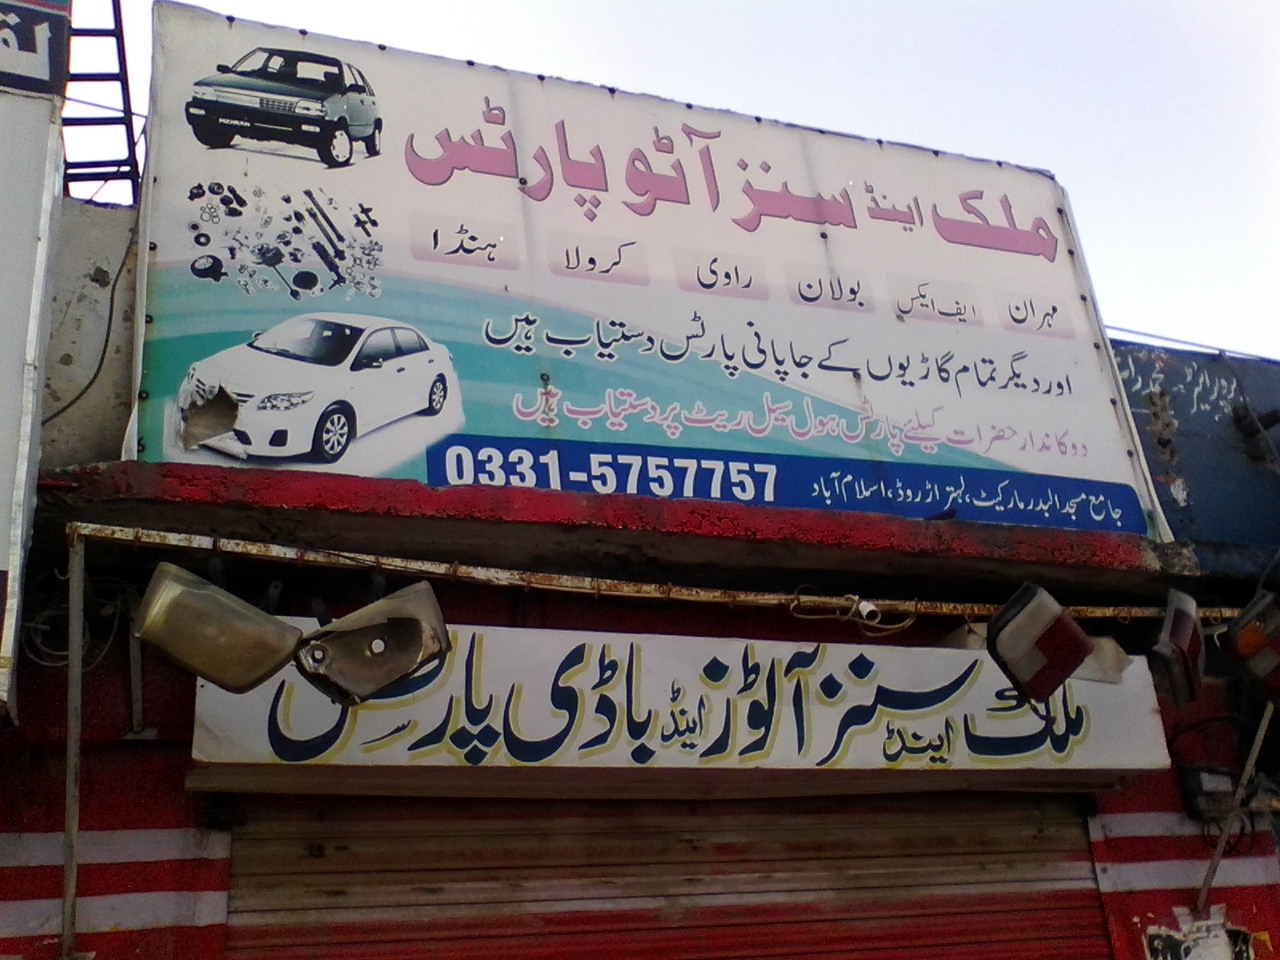 ملک اینڈ سنز آٹو پارٹس
مہران ایف ایکس بولان راوی کرولا ہنڈا
اور دیگر تمام گاڑیوں کے جاپانی پارٹس دستیاب ہیں
دوکاندار حضرات کیلئے پارٹس ہول سیل ریٹ پر دستیاب ہیں
جامع مسجد البدر مارکیٹ، لہتراڑ روڈ، اسلام آباد 0331-5757757
MEHRAN
ملک اینڈ سنز آٹوز اینڈ باڈی پارٹس